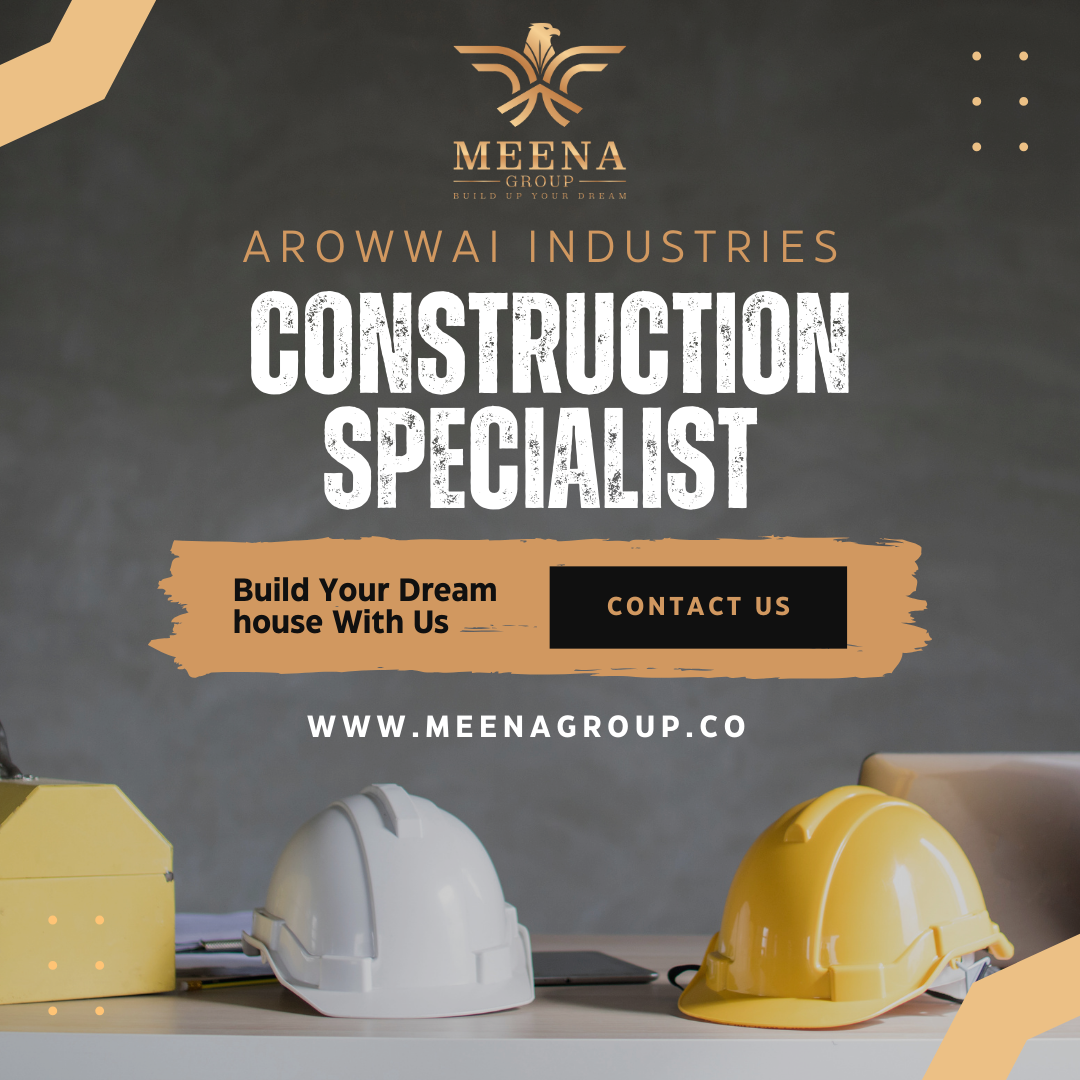 MEENA
GROUP
BUILD UP YOUR DREAM
AROWWAI INDUSTRIES
CONSTRUCTION
SPECIALIST
Build Your Dream
house With Us
CONTACT US
WWW.MEENAGROUP.CO